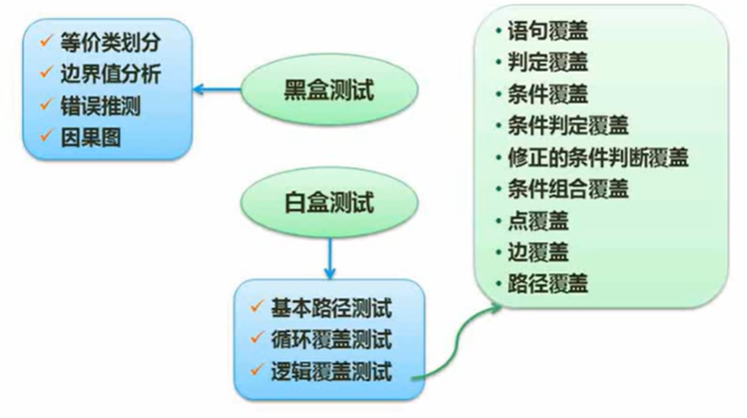 等价类划分
边界值分析
错误推测
因果图
黑盒测试
白盒测试
基本路径测试
循环覆盖测试
逻辑覆盖测试
语句覆盖
判定覆盖
条件覆盖
条件判定覆盖
修正的条件判断覆盖
条件组合覆盖
点覆盖
边覆盖
路径覆盖